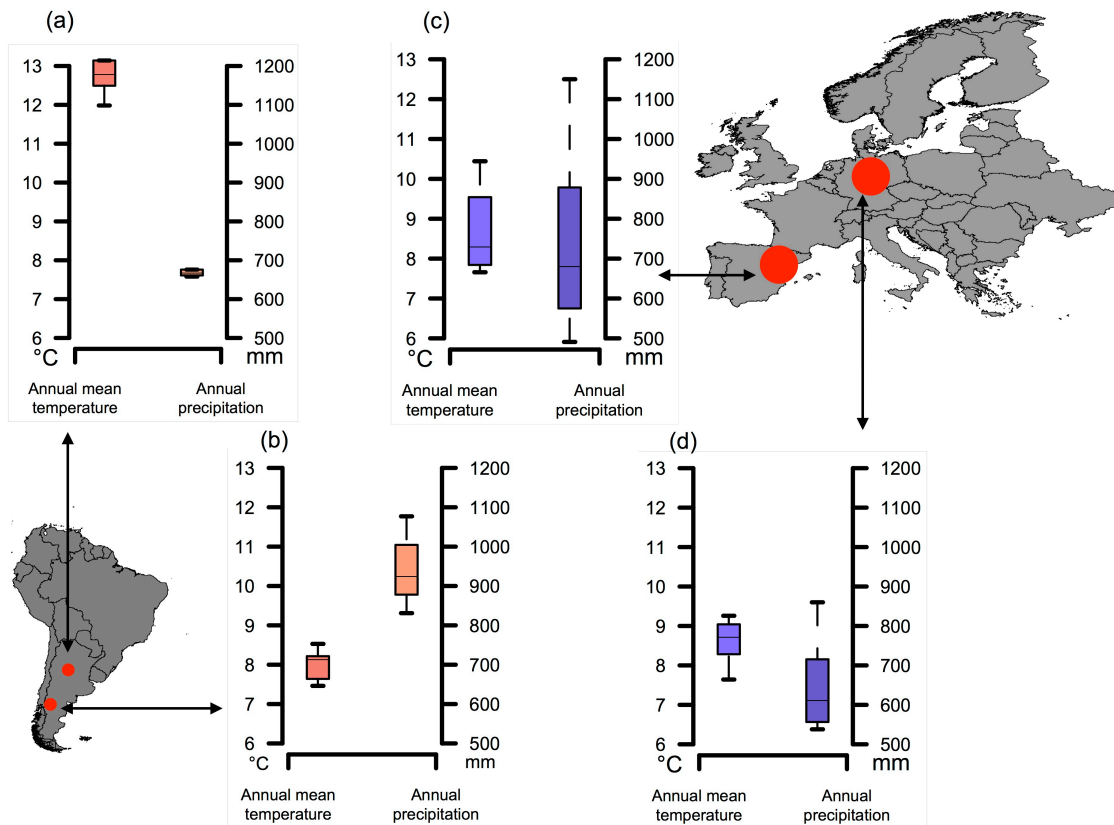 (a)
13
12
11
10
9
8
7
6
1200
1100
1000
900
800
700
600
500
°C
mm
Annual mean
temperature
Annual
precipitation
(c)
13
12
11
10
9
8
7
6
1200
1100
1000
900
800
700
600
500
°C
mm
Annual mean
temperature
Annual
precipitation
(b)
13
12
11
10
9
8
7
6
1200
1100
1000
900
800
700
600
500
°C
mm
Annual mean
temperature
Annual
precipitation
(d)
13
12
11
10
9
8
7
6
1200
1100
1000
900
800
700
600
500
°C
mm
Annual mean
temperature
Annual
precipitation